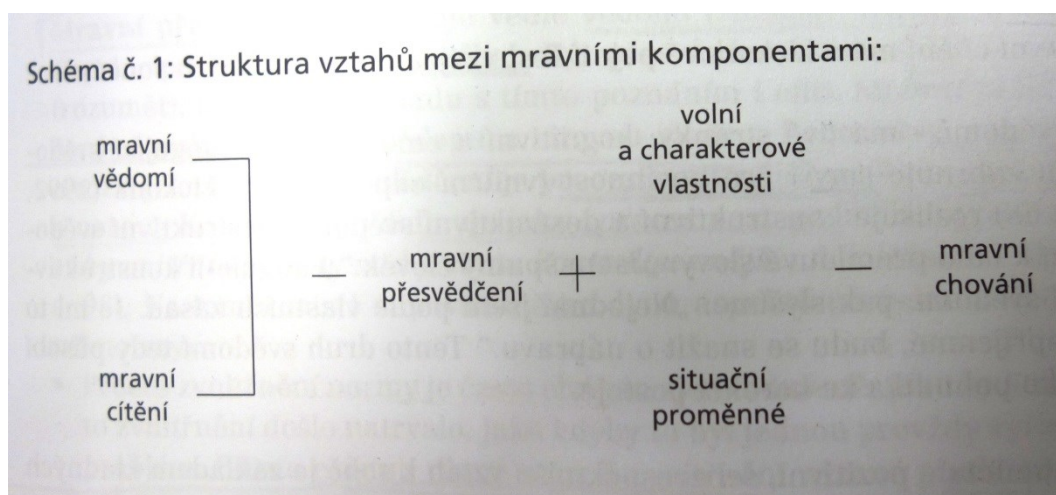 Schéma č. 1: Struktura vztahů mezi mravními komponentami:
mravní
vědomí
mravní
cítění
mravní
přesvědčení
volní
a charakterové
vlastnosti
situační
proměnné
mravní
chování